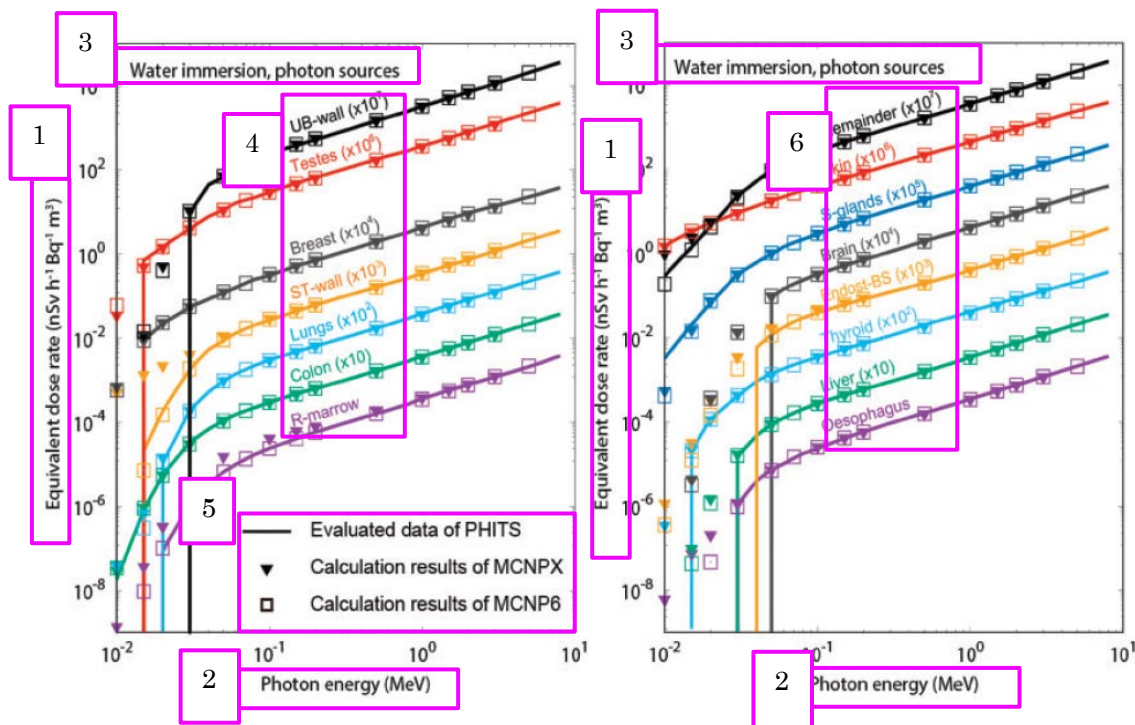 3
Water immersion, photon sources
1
4
5
2
Equivalent dose rate (nSv h⁻¹ Bq⁻¹ m³)
10²
10⁰
10⁻²
10⁻⁴
10⁻⁶
10⁻⁸
UB-wall (x10⁷)
Testes (x10⁶)
Breast (x10⁴)
ST-wall (x10³)
Lungs (x10²)
Colon (x10)
R-marrow
Evaluated data of PHITS
Calculation results of MCNPX
Calculation results of MCNP6
10⁻² 10⁻¹ 10⁰ 10¹
Photon energy (MeV)
3
Water immersion, photon sources
1
6
2
Equivalent dose rate (nSv h⁻¹ Bq⁻¹ m³)
10²
10⁰
10⁻²
10⁻⁴
10⁻⁶
10⁻⁸
(x10⁷)
(x10⁶)
S-glands (x10⁵)
Brain (x10⁴)
Endost-BS (x10³)
Thyroid (x10²)
Liver (x10)
Oesophagus
10⁻² 10⁻¹ 10⁰ 10¹
Photon energy (MeV)